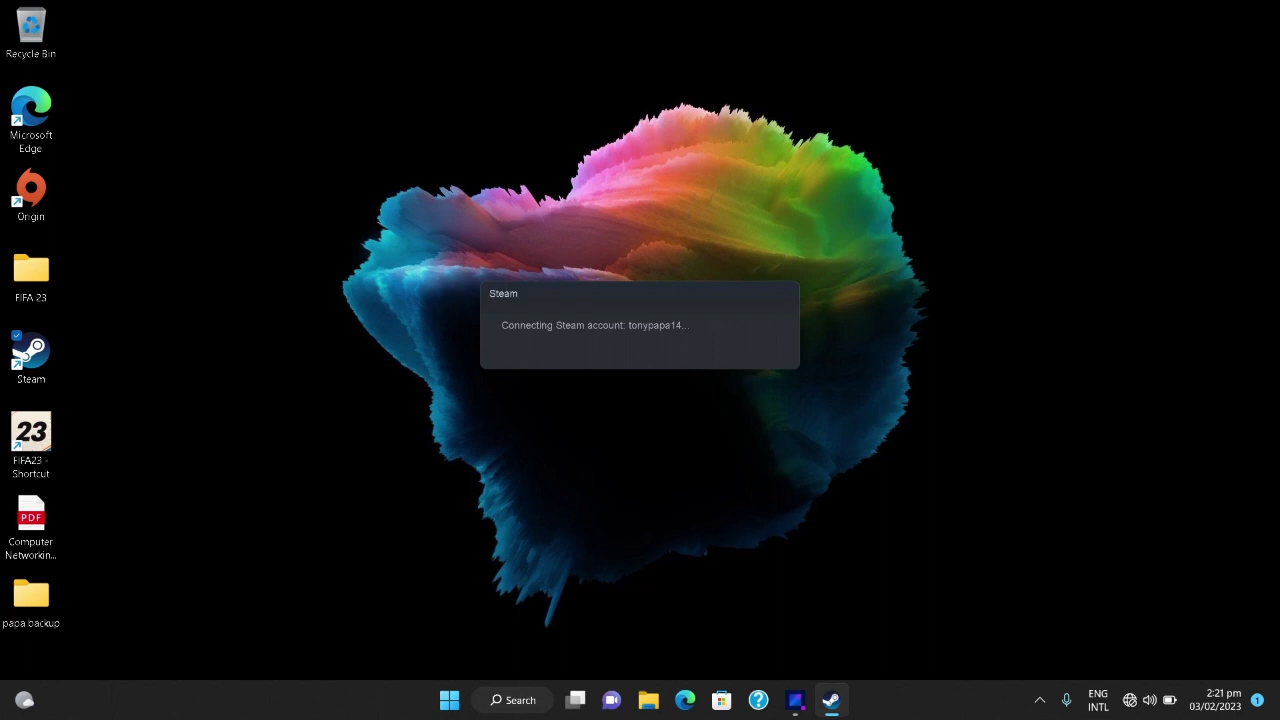 Recycle Bin
Microsoft
Edge
Origin
FIFA 23
Steam
23
FIFA23 -
Shortcut
PDF
Computer
Networkin...
papa backup
Steam
Connecting Steam account: tonypapa14...
Search
ENG
INTL
2:21 pm
03/02/2023
1